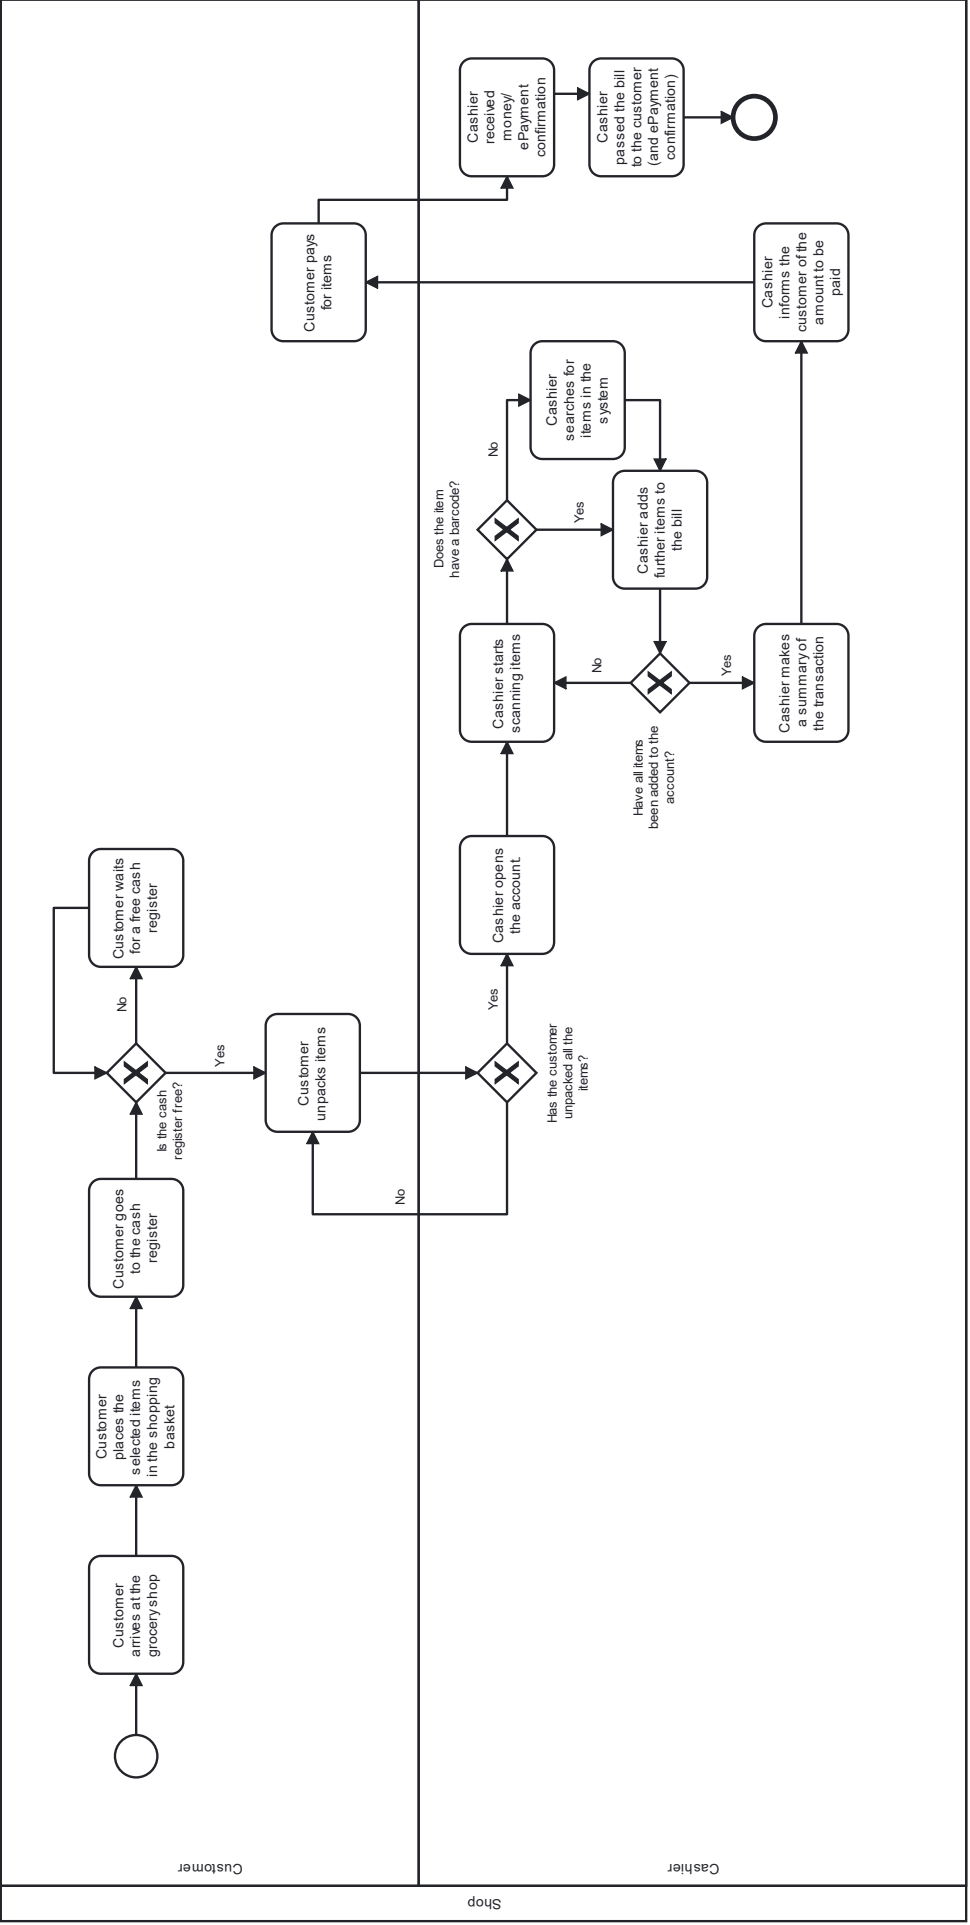 Shop
Customer
Cashier
Customer
arrives at the
grocery shop
Customer
places the
selected items
in the shopping
basket
Customer goes
to the cash
register
Is the cash
register free?
No
Customer waits
for a free cash
register
Yes
Customer
unpacks items
No
Has the customer
unpacked all the
items?
Yes
Cashier opens
the account.
Cashier starts
scanning items
Does the item
have a barcode?
No
Cashier
searches for
items in the
system
Yes
Cashier adds
further items to
the bill
Have all items
been added to the
account?
No
Yes
Cashier makes
a summary of
the transaction
Cashier
informs the
customer of the
amount to be
paid
Customer pays
for items
Cashier
received
money/
ePayment
confirmation
Cashier
passed the bill
to the customer
(and ePayment
confirmation)